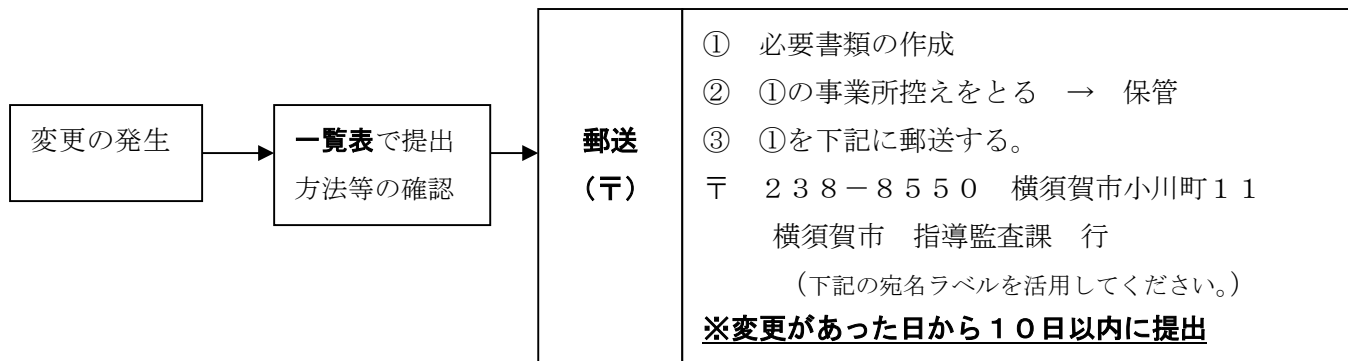 変更の発生
一覧表で提出
方法等の確認
郵送
(〒)
① 必要書類の作成
② ①の事業所控えをとる → 保管
③ ①を下記に郵送する。
〒 238-8550 横須賀市小川町11
横須賀市 指導監査課 行
(下記の宛名ラベルを活用してください。)
※変更があった日から10日以内に提出